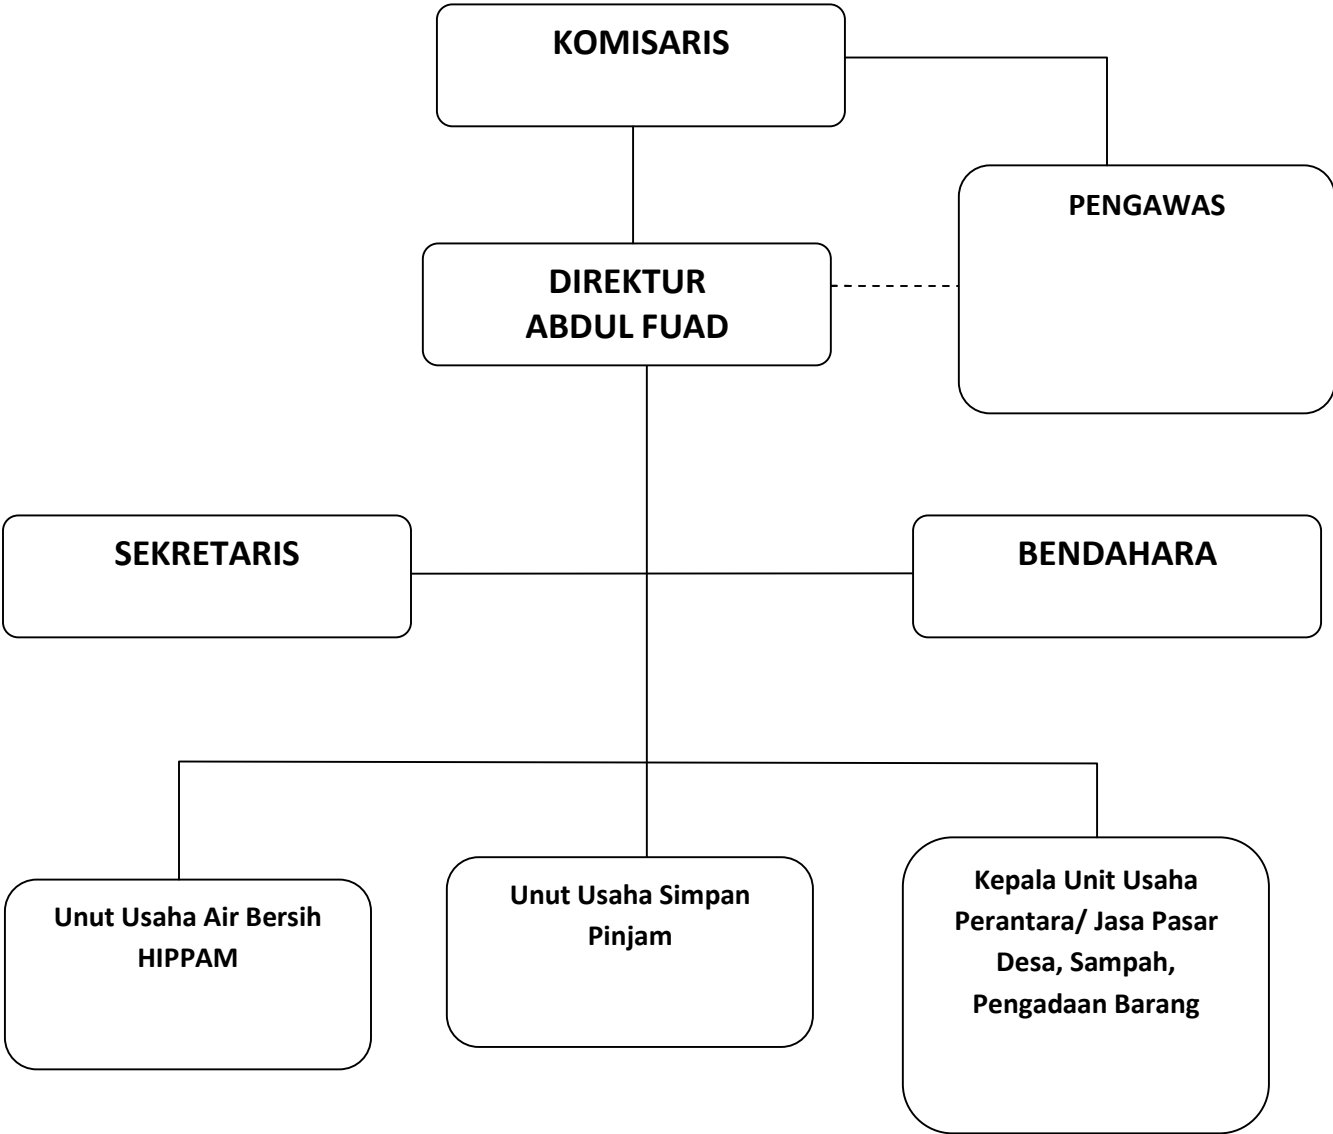 KOMISARIS
PENGAWAS
DIREKTUR
ABDUL FUAD
SEKRETARIS
BENDAHARA
Unut Usaha Air Bersih
HIPPAM
Unut Usaha Simpan
Pinjam
Kepala Unit Usaha
Perantara/ Jasa Pasar
Desa, Sampah,
Pengadaan Barang